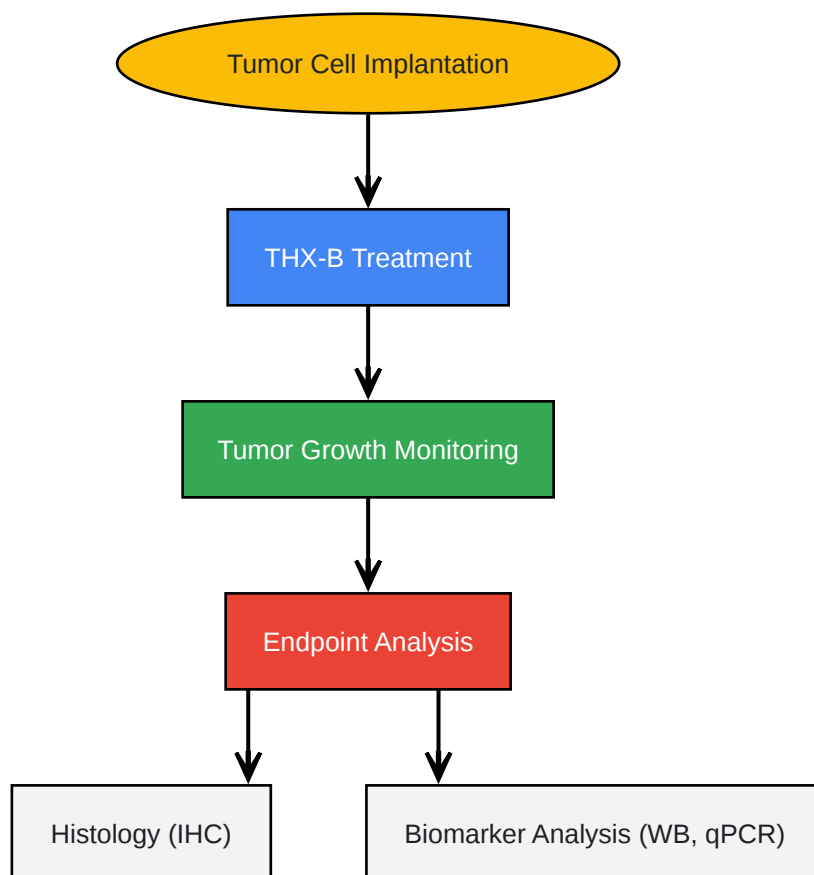 Tumor Cell Implantation
THX-B Treatment
Tumor Growth Monitoring
Endpoint Analysis
Histology (IHC)
Biomarker Analysis (WB, qPCR)